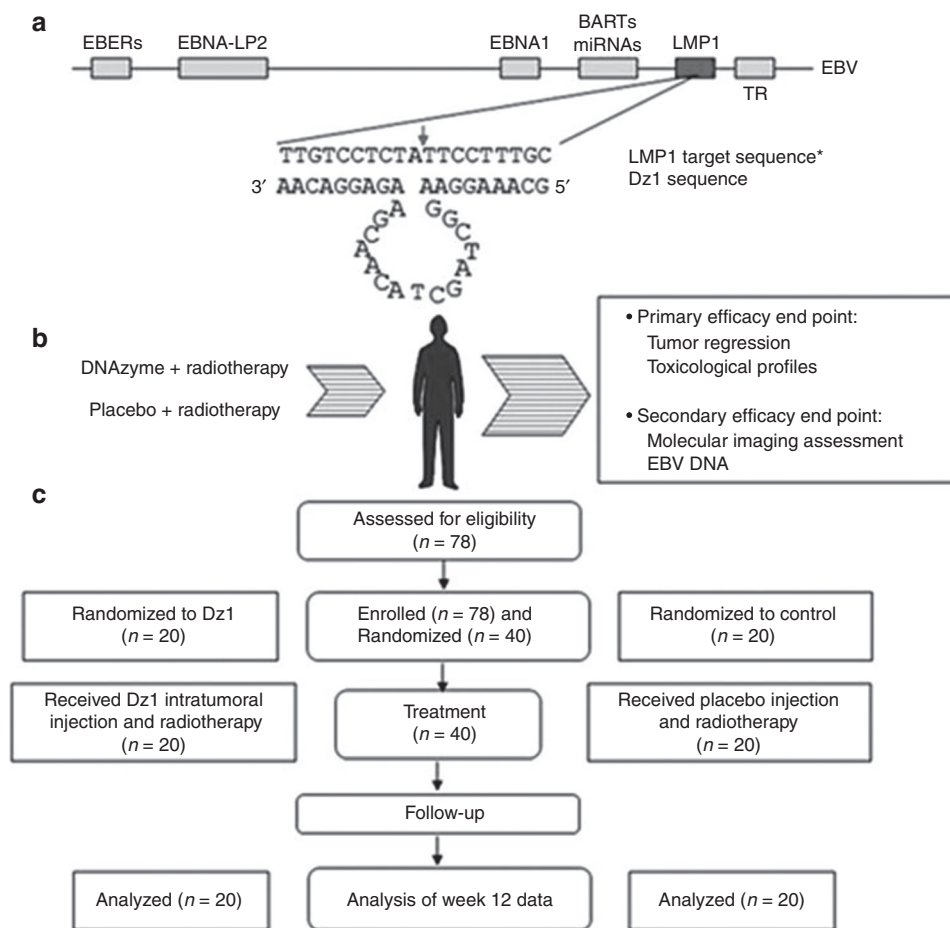 a
EBERs EBNA-LP2 EBNA1 BARTs miRNAs LMP1 EBV
TR
TTGTCCTCTATTCCTTTGC
LMP1 target sequence*
3′ AACAGGAGA AAGGAAACG 5′
Dz1 sequence
AGCAACATCGATCGG
b
DNAzyme + radiotherapy
Placebo + radiotherapy
• Primary efficacy end point:
Tumor regression
Toxicological profiles
• Secondary efficacy end point:
Molecular imaging assessment
EBV DNA
c
Assessed for eligibility
(n = 78)
Randomized to Dz1
(n = 20)
Enrolled (n = 78) and
Randomized (n = 40)
Randomized to control
(n = 20)
Received Dz1 intratumoral
injection and radiotherapy
(n = 20)
Treatment
(n = 40)
Received placebo injection
and radiotherapy
(n = 20)
Follow-up
Analyzed (n = 20)
Analysis of week 12 data
Analyzed (n = 20)